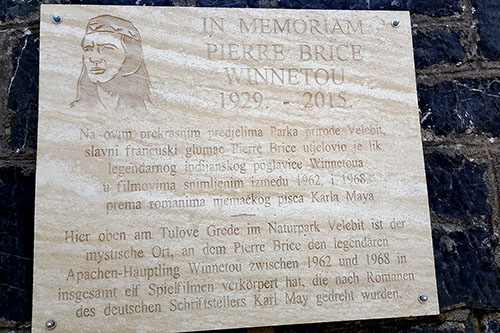 IN MEMORIAM
PIERRE BRICE
WINNETOU
1929. - 2015.
Na ovim prekrasnim predjelima Parka prirode Velebit,
slavni francuski glumac Pierre Brice utjelovio je lik
legendarnog indijanskog poglavice Winnetoua
u filmovima snimljenim između 1962. i 1968.
prema romanima njemačkog pisca Karla Maya
Hier oben am Tulove Grede im Naturpark Velebit ist der
mystische Ort, an dem Pierre Brice den legendären
Apachen-Häuptling Winnetou zwischen 1962 und 1968 in
insgesamt elf Spielfilmen verkörpert hat, die nach Romanen
des deutschen Schriftstellers Karl May gedreht wurden.